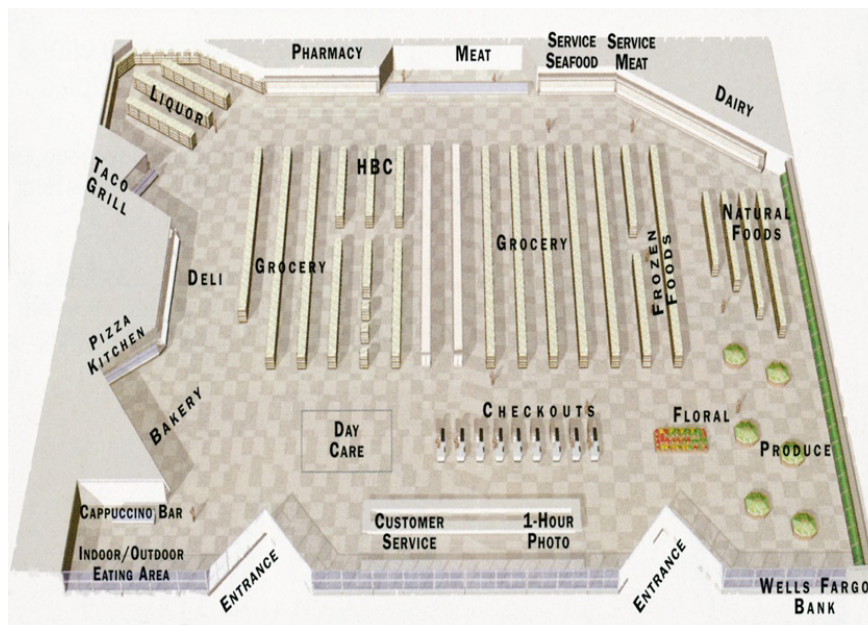 PHARMACY
MEAT
SERVICE
SEAFOOD
SERVICE
MEAT
DAIRY
LIQUOR
TACO
GRILL
HBC
NATURAL
FOODS
DELI
GROCERY
GROCERY
FROZEN
FOODS
PIZZA
KITCHEN
BAKERY
DAY
CARE
CHECKOUTS
FLORAL
PRODUCE
CAPPUCCINO BAR
INDOOR/OUTDOOR
EATING AREA
ENTRANCE
CUSTOMER
SERVICE
1-HOUR
PHOTO
ENTRANCE
WELLS FARGO
BANK